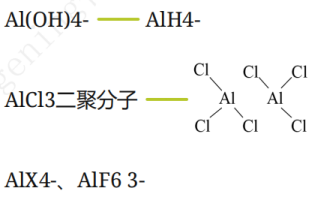 Al(OH)4- AlH4-
AlCl3二聚分子
Cl Cl Cl
Al Al
Cl Cl Cl
AlX4-、AlF6 3-